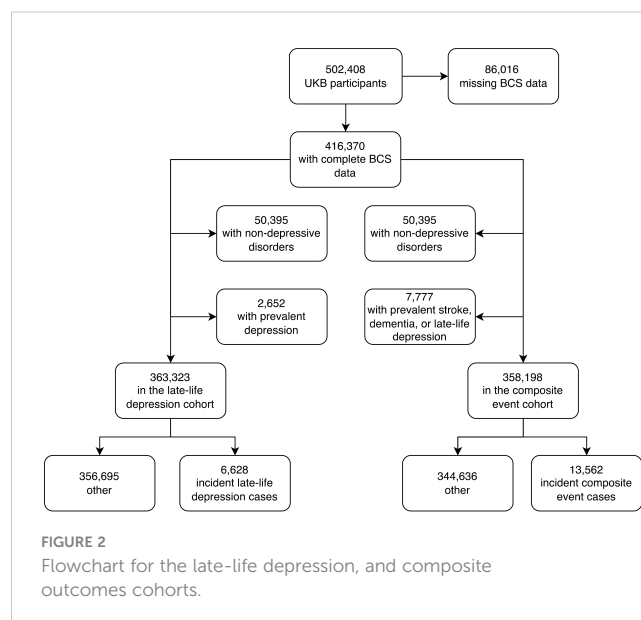 502,408
UKB participants
86,016
missing BCS data
416,370
with complete BCS
data
50,395
with non-depressive
disorders
50,395
with non-depressive
disorders
2,652
with prevalent
depression
7,777
with prevalent stroke,
dementia, or late-life
depression
363,323
in the late-life
depression cohort
358,198
in the composite
event cohort
356,695
other
6,628
incident late-life
depression cases
344,636
other
13,562
incident composite
event cases
FIGURE 2
Flowchart for the late-life depression, and composite
outcomes cohorts.